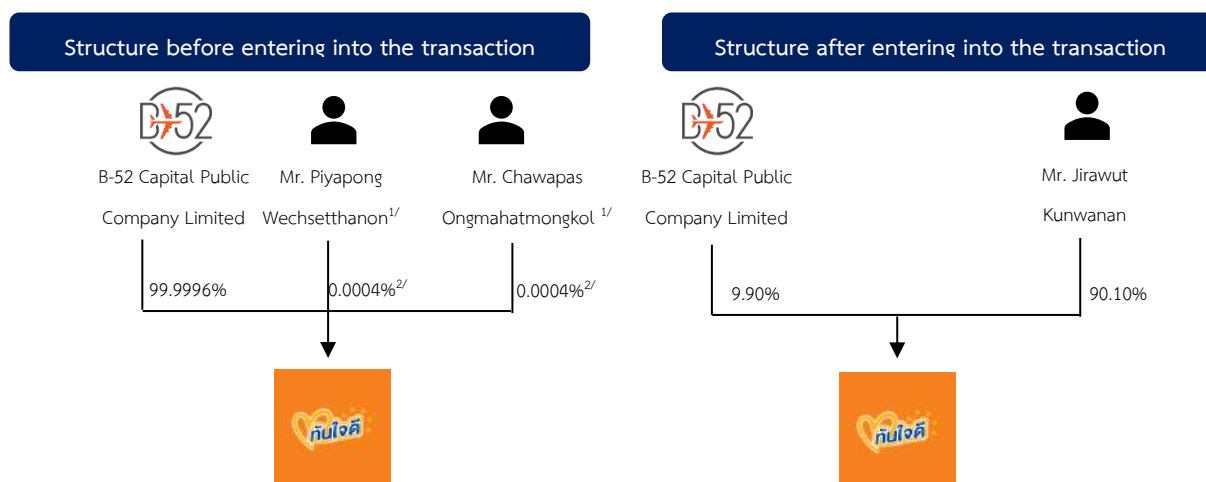 Structure before entering into the transaction
Structure after entering into the transaction
B-52
B-52
B-52 Capital Public
Company Limited
Mr. Piyapong
Wechsetthanon1/
Mr. Chawapas
Ongmahatmongkol 1/
B-52 Capital Public
Company Limited
Mr. Jirawut
Kunwanan
99.9996%
0.0004%2/
0.0004%2/
9.90%
90.10%
ทันใจดี
ทันใจดี